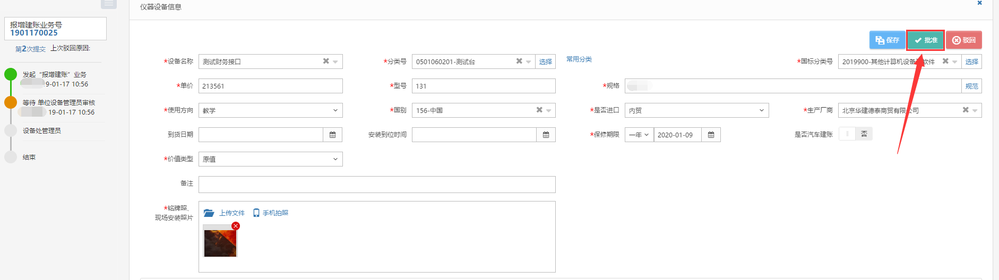 仪器设备信息
报增建账业务号
1901170025
第2次提交 上次驳回原因:
发起“报增建账”业务
9-01-17 10:56
等待 单位设备管理员审核
19-01-17 10:56
设备处管理员
结束
保存 批准 驳回
*设备名称 测试财务接口 *分类号 0501060201-测试台 选择 常用分类 *国标分类号 2019900-其他计算机设备 软件 选择
*单价 213561 *型号 131 *规格 规范
*使用方向 教学 *国别 156-中国 *是否进口 内贸 *生产厂商 北京华建德泰商贸有限公司
到货日期 安装到位时间 *保修期限 一年 2020-01-09 是否汽车建账 否
*价值类型 原值
备注
*铭牌照、
现场安装照片
上传文件 手机拍照